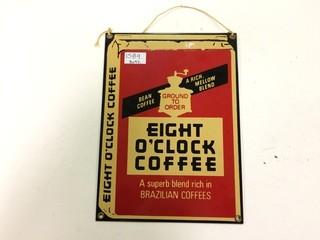 EIGHT O'CLOCK COFFEE
BEAN
COFFEE
A RICH,
MELLOW
BLEND
GROUND
TO
ORDER
EIGHT
O'CLOCK
COFFEE
A superb blend rich in
BRAZILIAN COFFEES